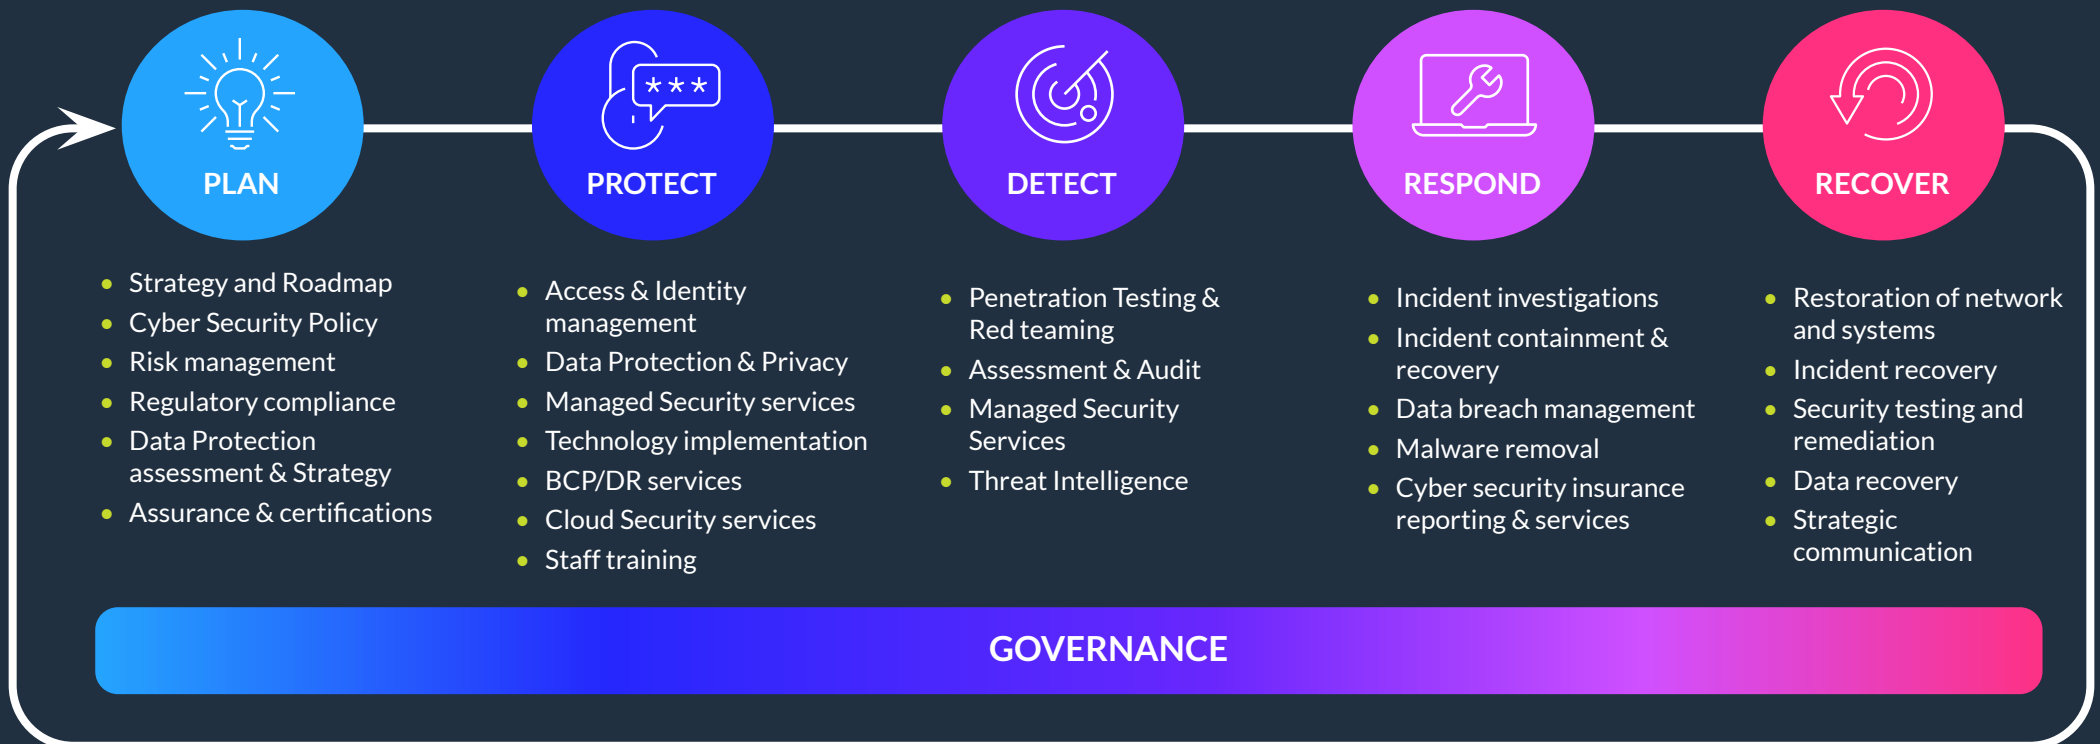 ***
PLAN
PROTECT
DETECT
RESPOND
RECOVER
• Strategy and Roadmap
• Cyber Security Policy
• Risk management
• Regulatory compliance
• Data Protection
assessment & Strategy
• Assurance & certifications
• Access & Identity
management
• Data Protection & Privacy
• Managed Security services
• Technology implementation
• BCP/DR services
• Cloud Security services
• Staff training
• Penetration Testing &
Red teaming
• Assessment & Audit
• Managed Security
Services
• Threat Intelligence
• Incident investigations
• Incident containment &
recovery
• Data breach management
• Malware removal
• Cyber security insurance
reporting & services
• Restoration of network
and systems
• Incident recovery
• Security testing and
remediation
• Data recovery
• Strategic
communication
GOVERNANCE